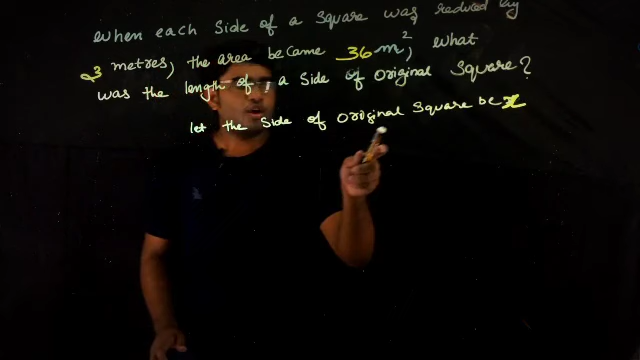 when each side of a square was reduced by
3 metres, the area became 36 m², what
was the length of a side of original square?
let the side of original square be x